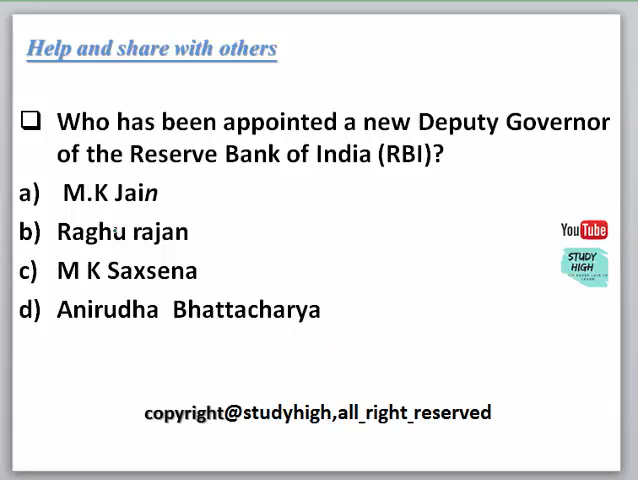 Help and share with others
Who has been appointed a new Deputy Governor
of the Reserve Bank of India (RBI)?
a) M.K Jain
b) Raghu rajan
c) M K Saxsena
d) Anirudha Bhattacharya
YouTube
STUDY
HIGH
copyright@studyhigh,all_right_reserved